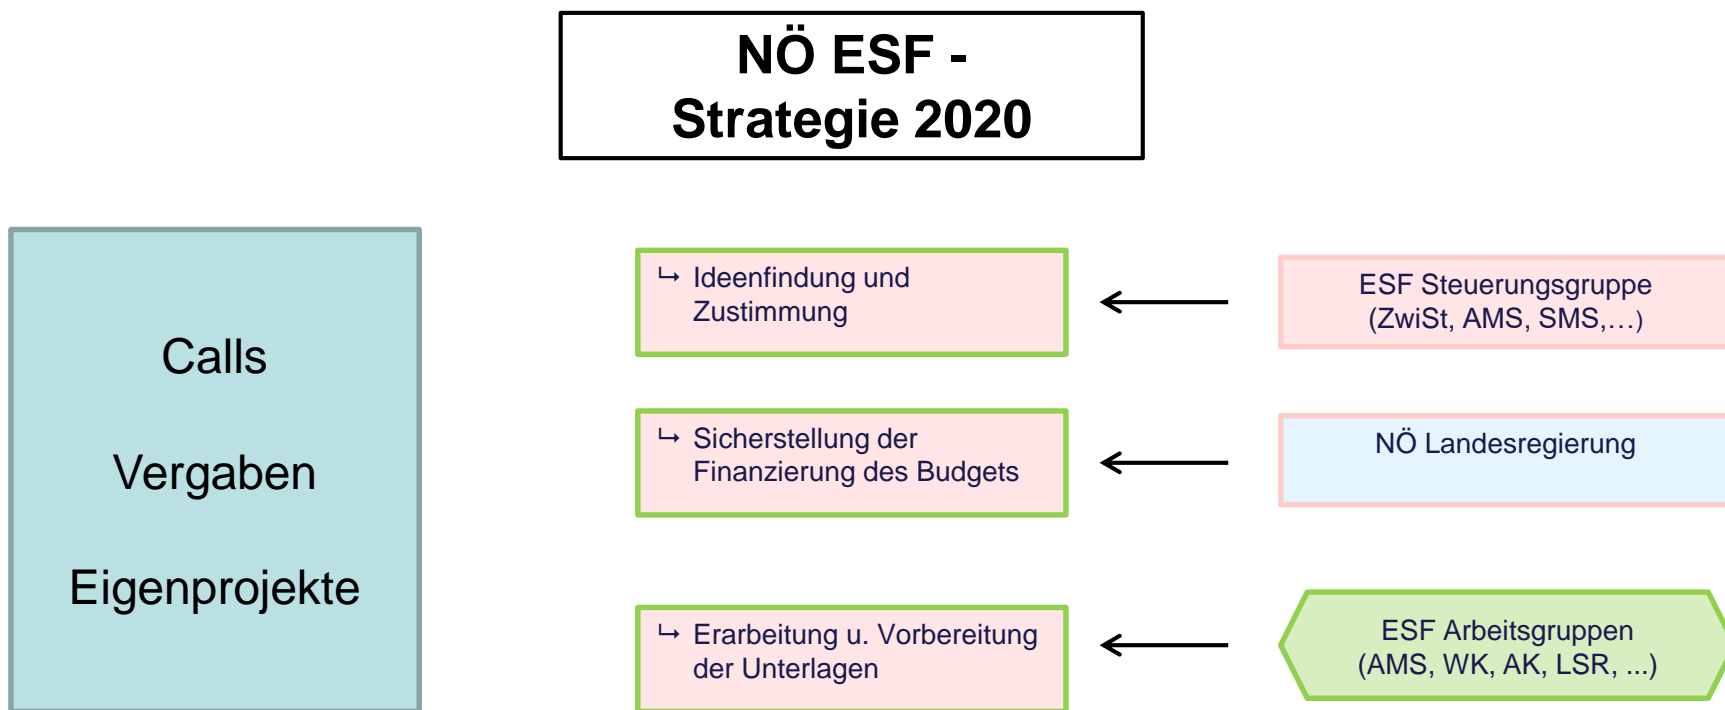 NÖ ESF -
Strategie 2020
Calls
Vergaben
Eigenprojekte
↳ Ideenfindung und
Zustimmung
ESF Steuerungsgruppe
(ZwiSt, AMS, SMS,…)
↳ Sicherstellung der
Finanzierung des Budgets
NÖ Landesregierung
↳ Erarbeitung u. Vorbereitung
der Unterlagen
ESF Arbeitsgruppen
(AMS, WK, AK, LSR, ...)